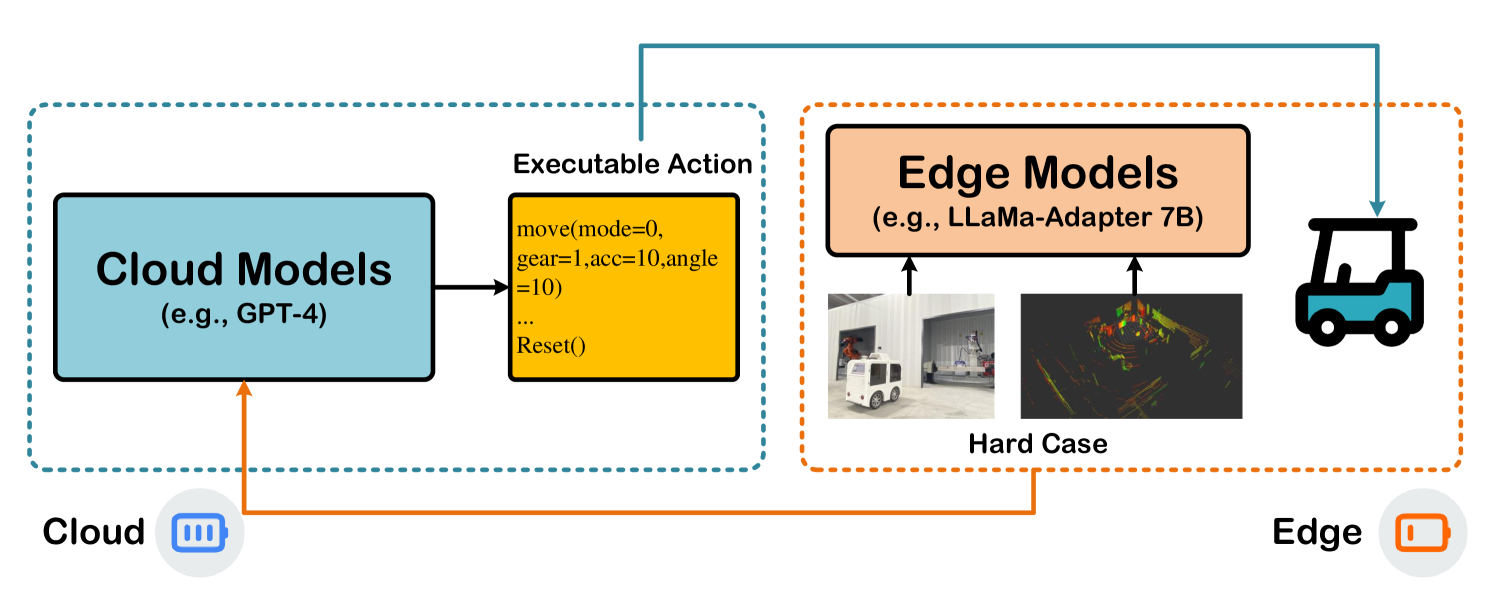 Executable Action
Cloud Models
(e.g., GPT-4)
move(mode=0,
gear=1,acc=10,angle
=10)
...
Reset()
Edge Models
(e.g., LLaMa-Adapter 7B)
Hard Case
Cloud
Edge